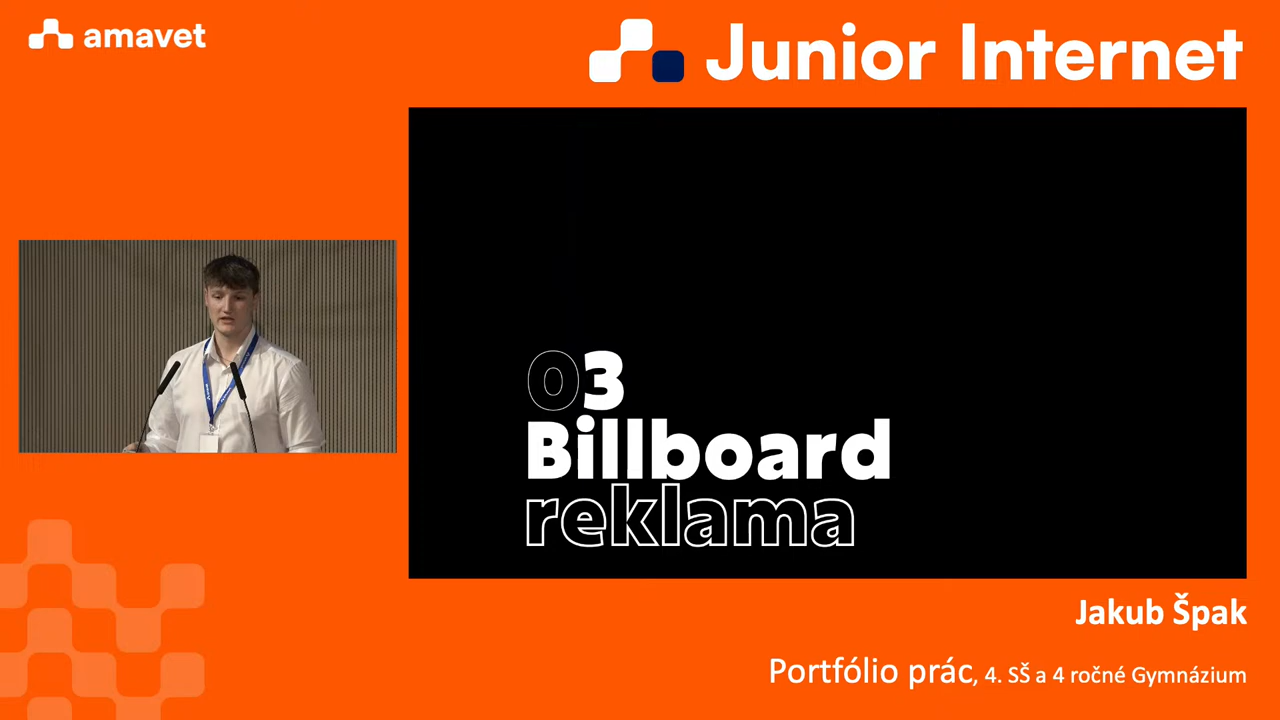 amavet
Junior Internet
03
Billboard
reklama
Jakub Špak
Portfólio prác, 4. SŠ a 4 ročné Gymnázium